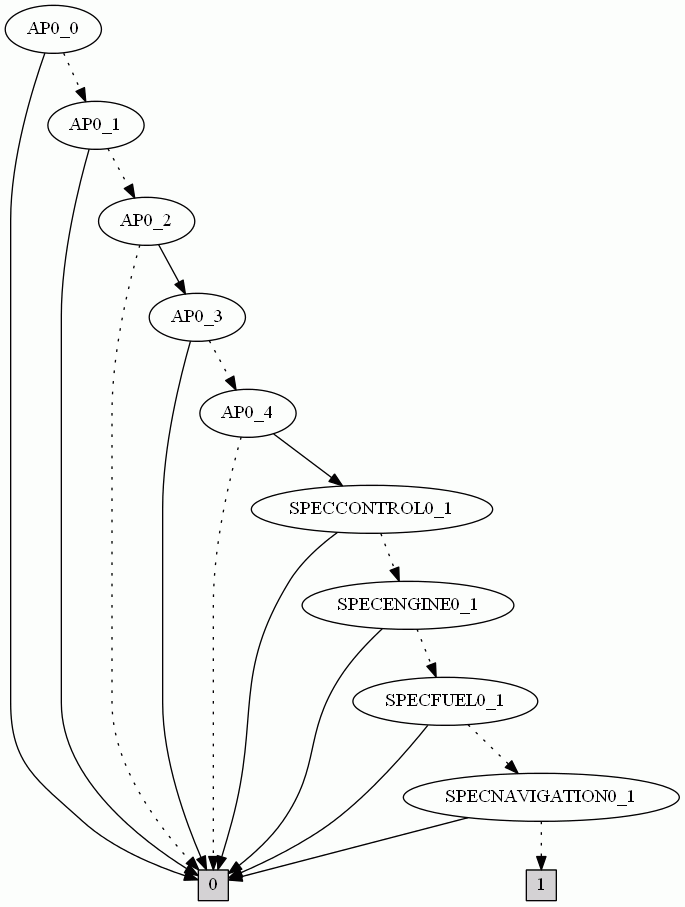 AP0_0
AP0_1
AP0_2
AP0_3
AP0_4
SPECCONTROL0_1
SPECENGINE0_1
SPECFUEL0_1
SPECNAVIGATION0_1
0
1